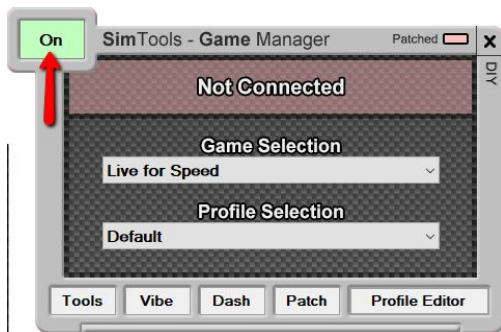 On
SimTools - Game Manager
Patched
X
DIY
Not Connected
Game Selection
Live for Speed
Profile Selection
Default
Tools
Vibe
Dash
Patch
Profile Editor